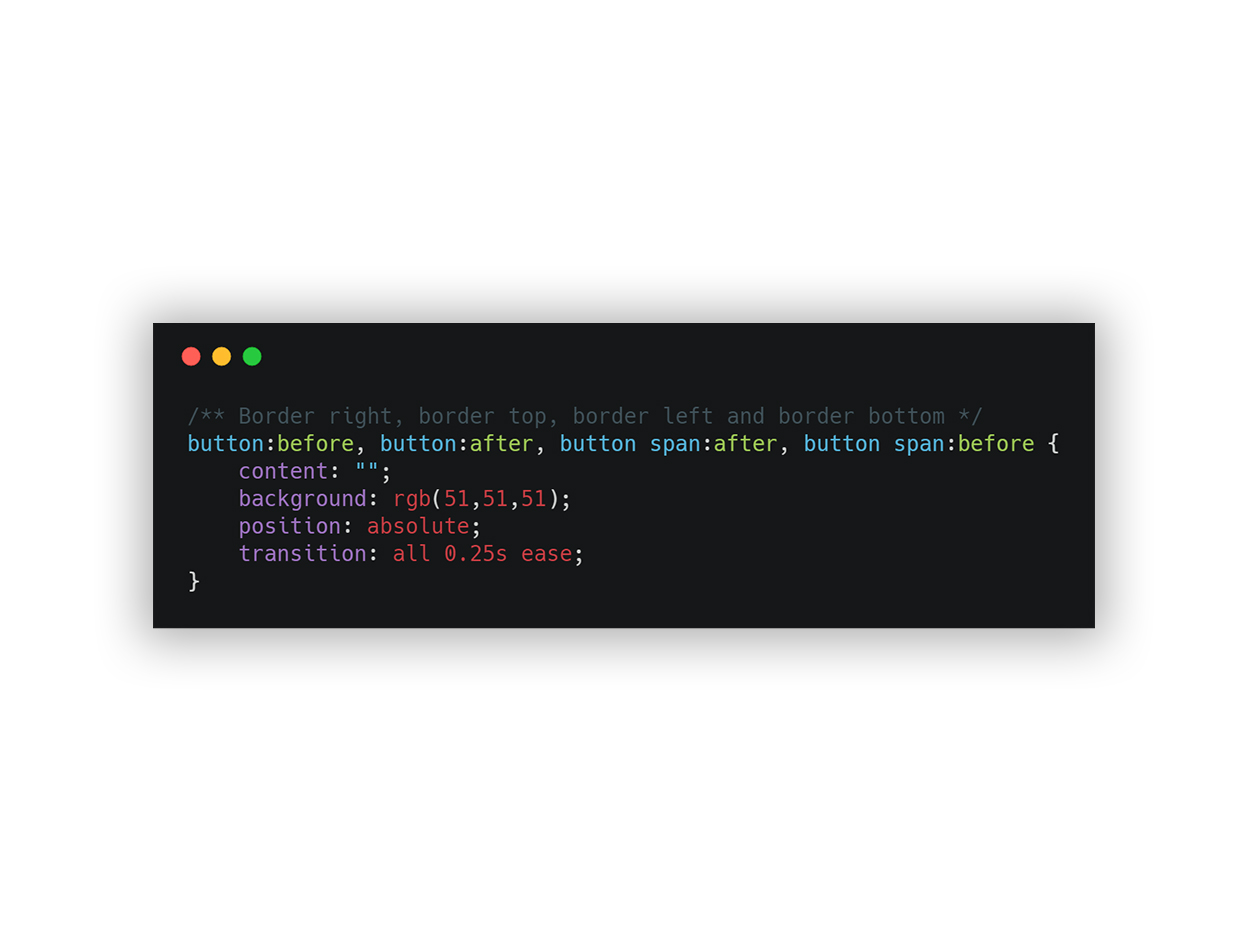 /** Border right, border top, border left and border bottom */
button:before, button:after, button span:after, button span:before {
    content: "";
    background: rgb(51,51,51);
    position: absolute;
    transition: all 0.25s ease;
}